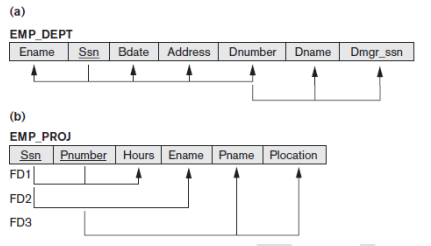 (a)
EMP_DEPT
Ename Ssn Bdate Address Dnumber Dname Dmgr_ssn
(b)
EMP_PROJ
Ssn Pnumber Hours Ename Pname Plocation
FD1
FD2
FD3